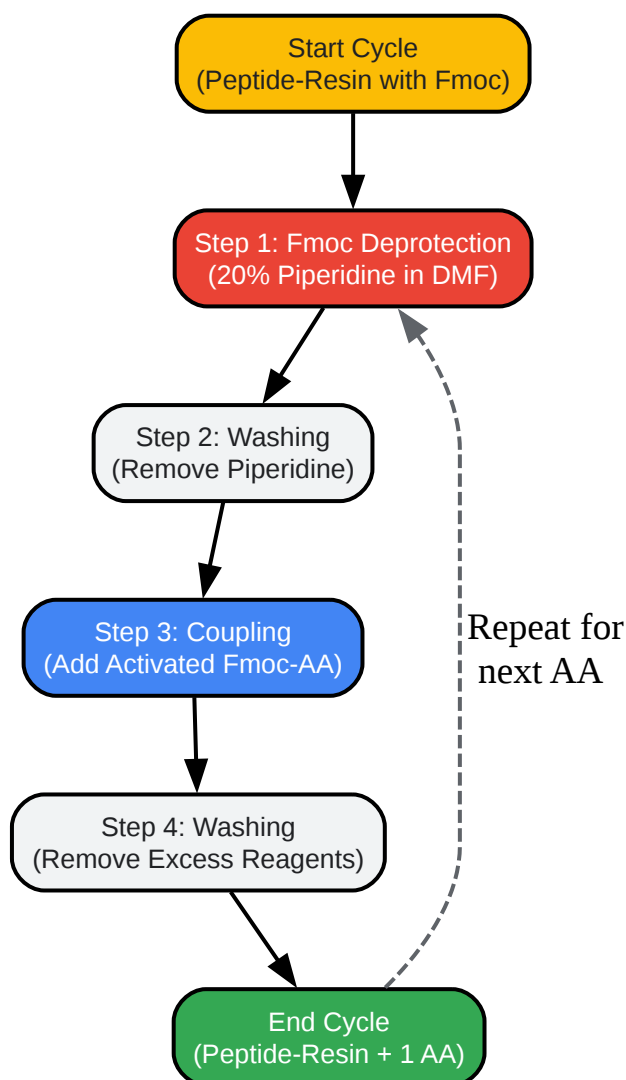 Start Cycle
(Peptide-Resin with Fmoc)
Step 1: Fmoc Deprotection
(20% Piperidine in DMF)
Step 2: Washing
(Remove Piperidine)
Step 3: Coupling
(Add Activated Fmoc-AA)
Repeat for
next AA
Step 4: Washing
(Remove Excess Reagents)
End Cycle
(Peptide-Resin + 1 AA)